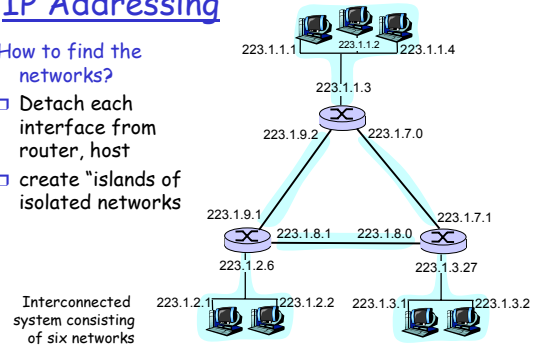 IP Addressing
How to find the
networks?
Detach each
interface from
router, host
create "islands of
isolated networks
Interconnected
system consisting
of six networks
223.1.1.1
223.1.1.2
223.1.1.4
223.1.1.3
223.1.9.2
223.1.7.0
223.1.9.1
223.1.7.1
223.1.8.1
223.1.8.0
223.1.2.6
223.1.3.27
223.1.2.1
223.1.2.2
223.1.3.1
223.1.3.2